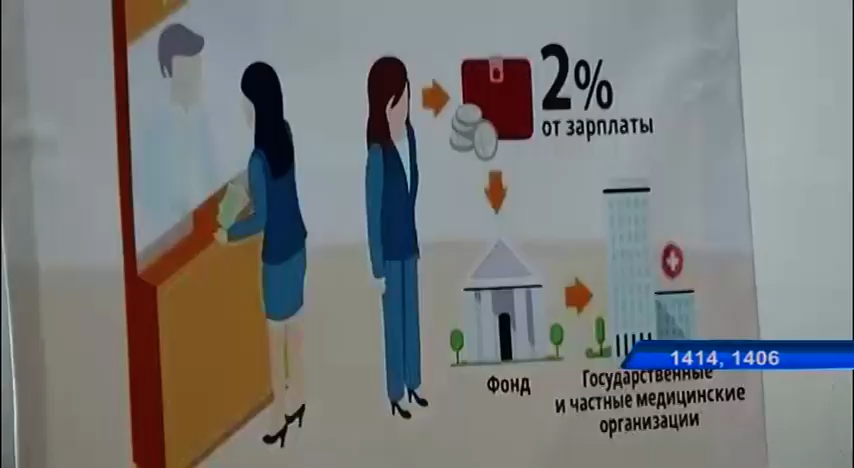 2%
от зарплаты
Фонд
1414, 1406
Государственные
и частные медицинские
организации